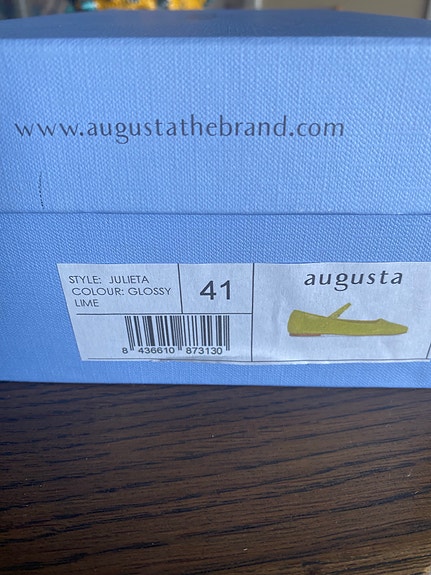 www.augustathebrand.com
STYLE: JULIETA
COLOUR: GLOSSY
LIME
41
augusta
8 436610 873130